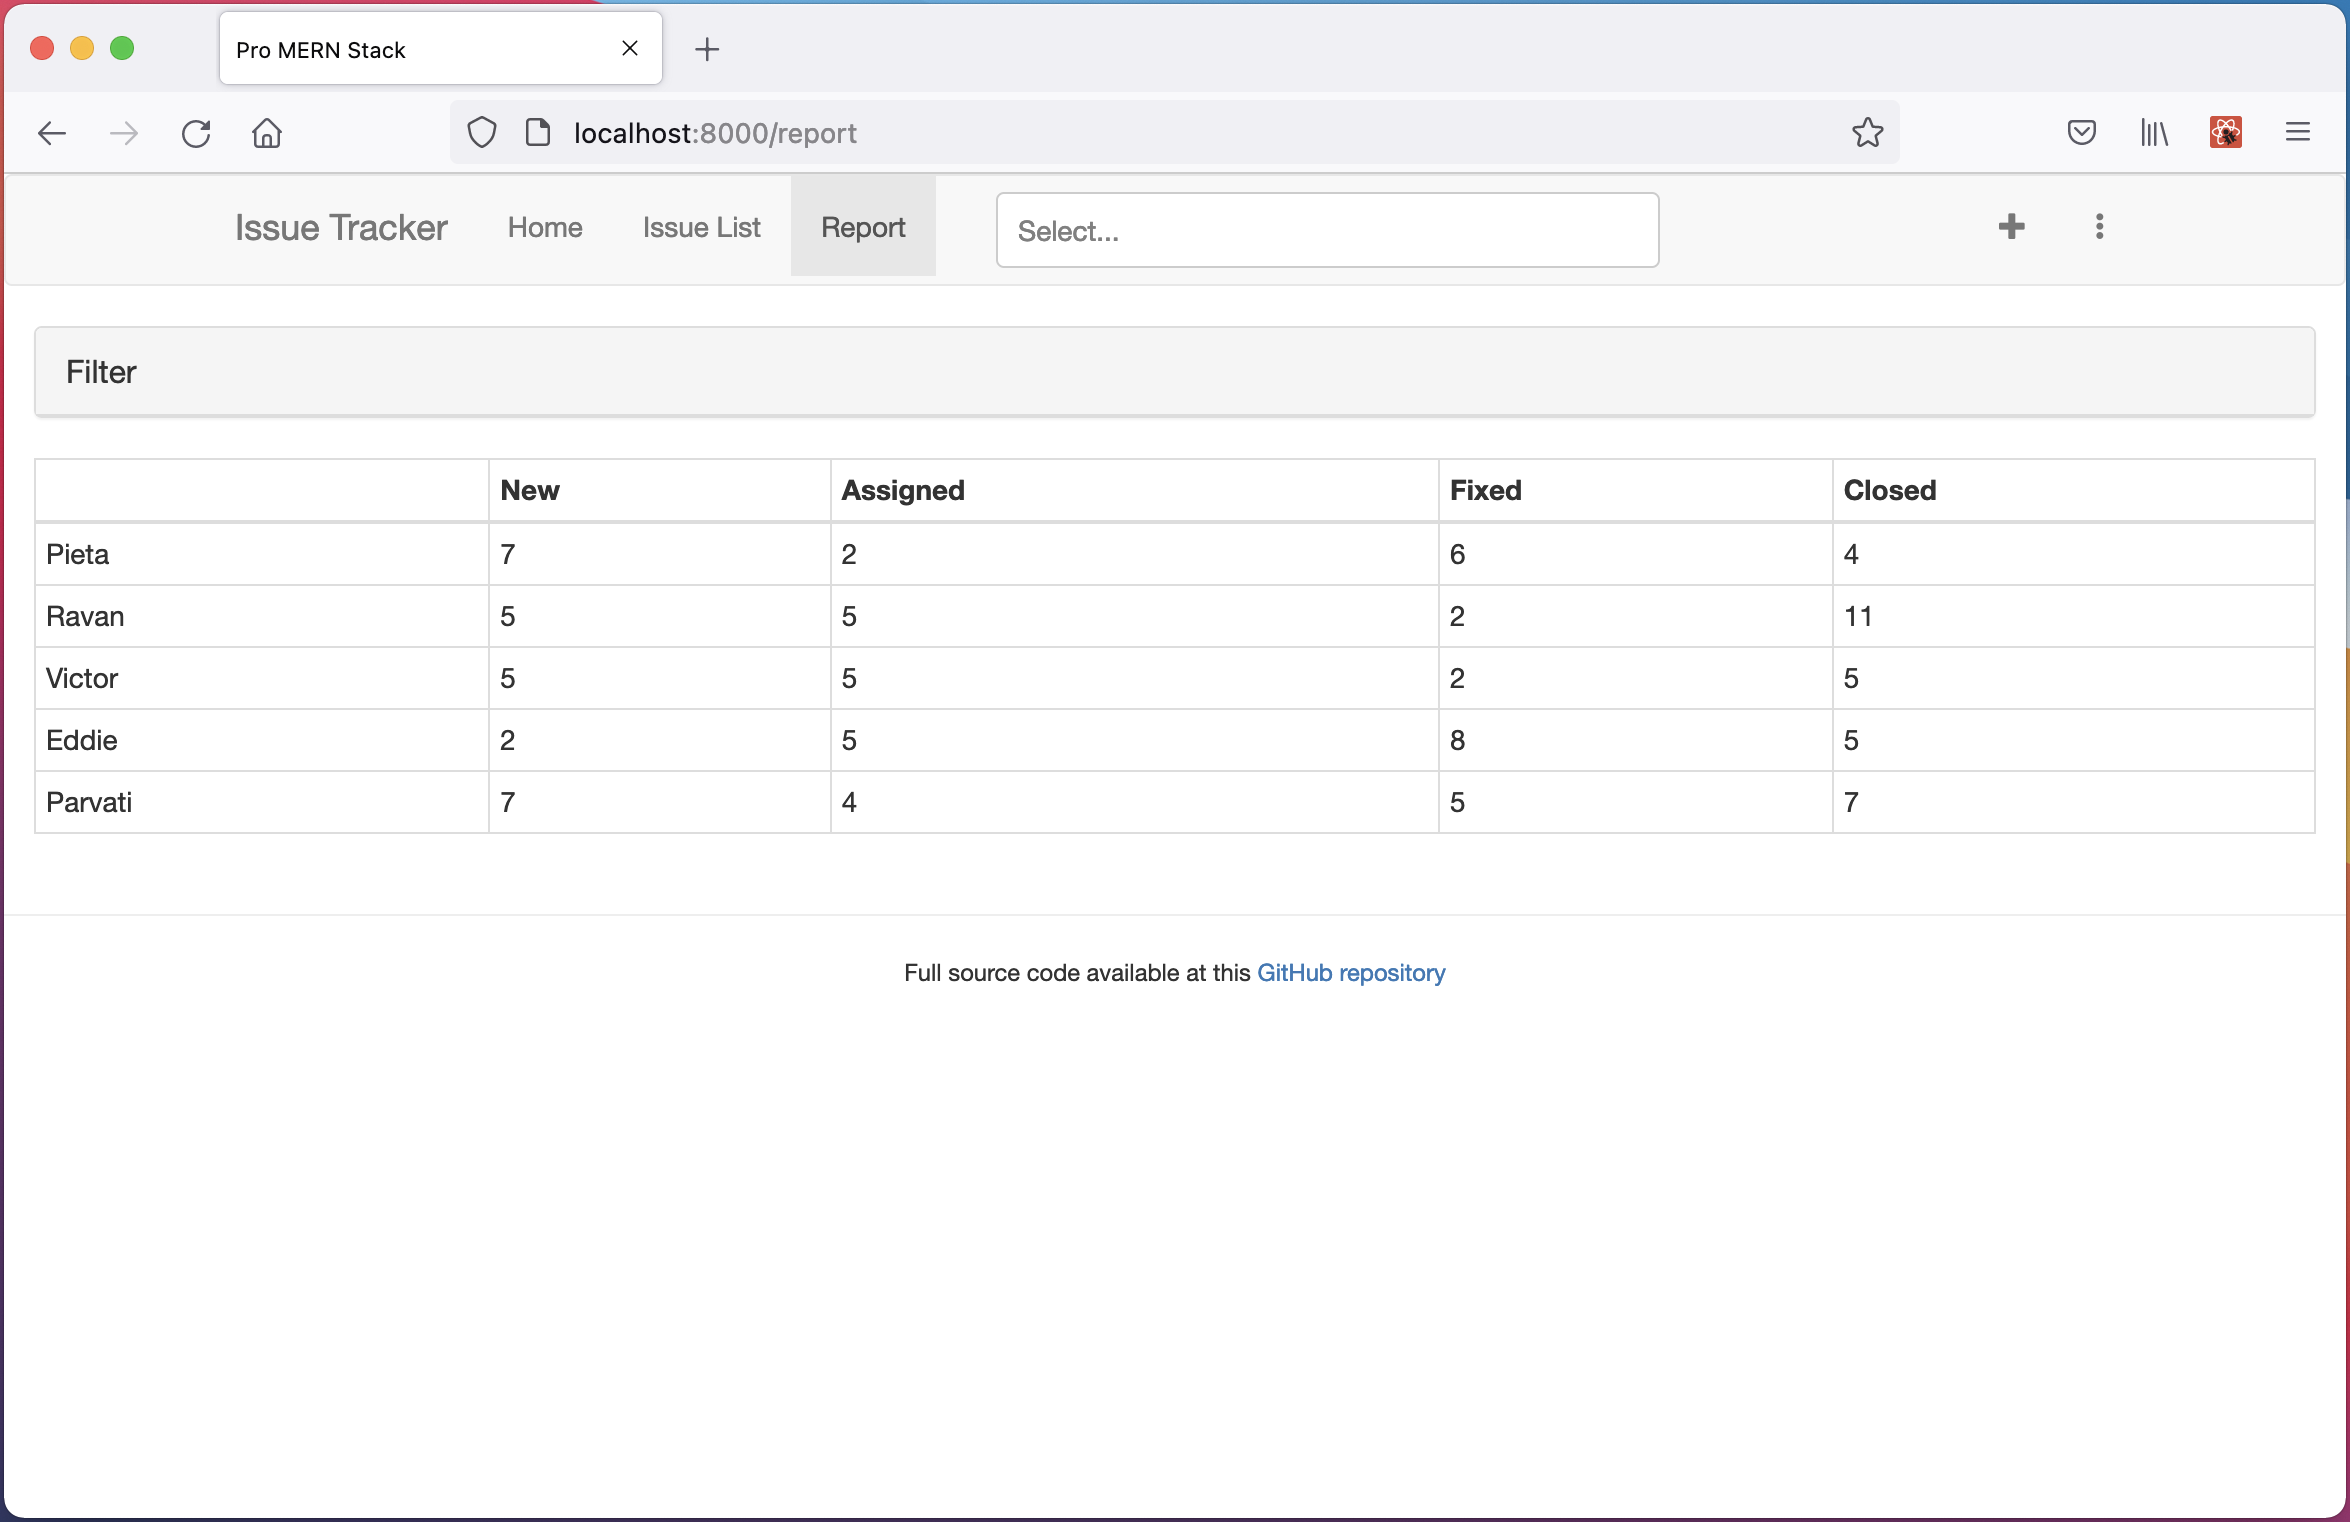 Pro MERN Stack
localhost:8000/report
Issue Tracker Home Issue List Report Select...
Filter
New Assigned Fixed Closed
Pieta 7 2 6 4
Ravan 5 5 2 11
Victor 5 5 2 5
Eddie 2 5 8 5
Parvati 7 4 5 7
Full source code available at this GitHub repository